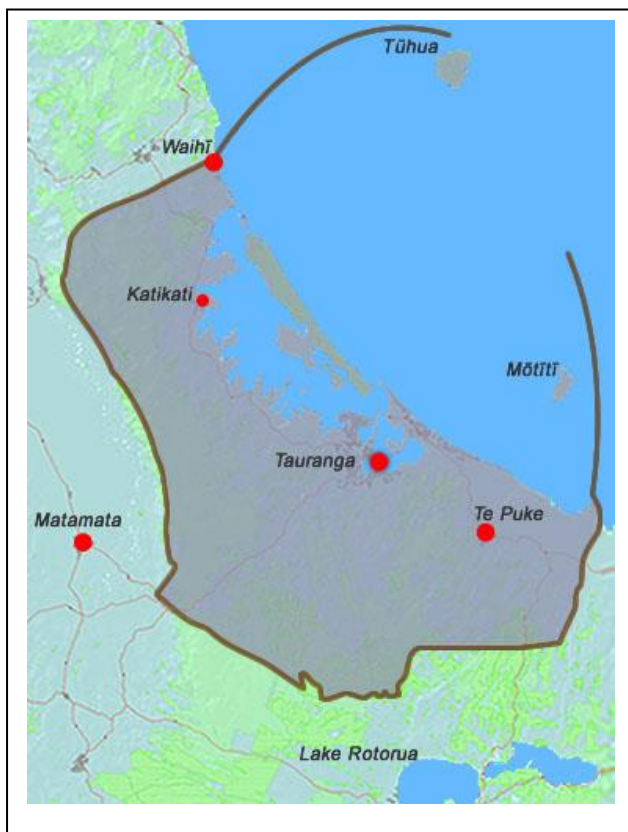 Tūhua
Waihī
Katikati
Mōtītī
Tauranga
Te Puke
Matamata
Lake Rotorua